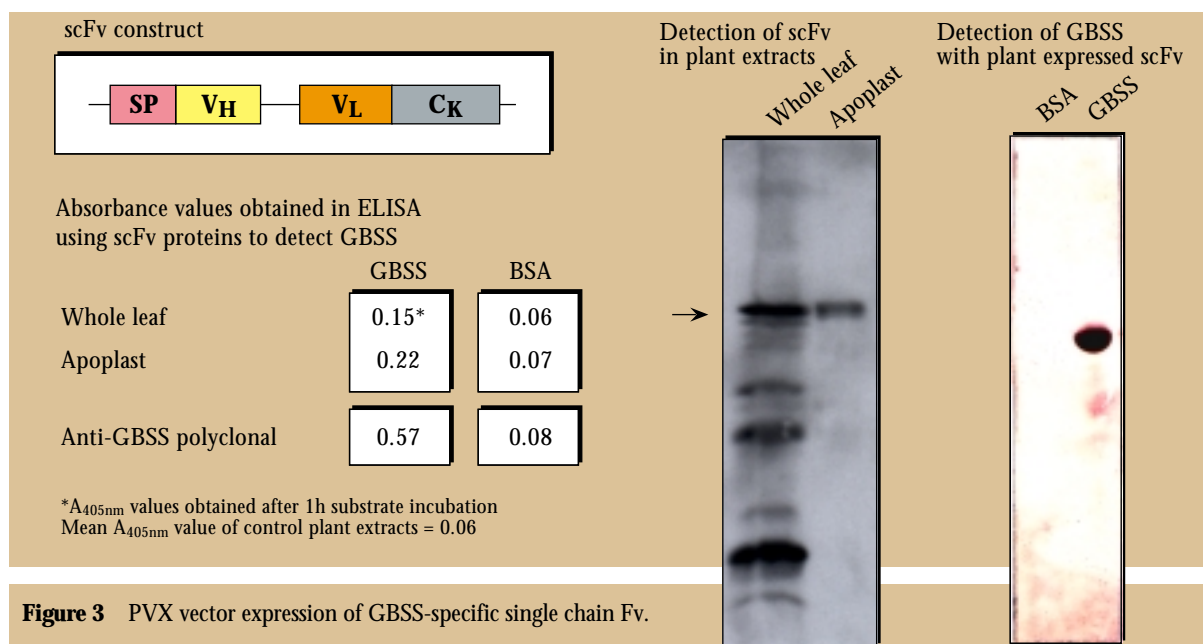 scFv construct
SP VH VL CK
Absorbance values obtained in ELISA
using scFv proteins to detect GBSS
GBSS BSA
Whole leaf 0.15* 0.06
Apoplast 0.22 0.07
Anti-GBSS polyclonal 0.57 0.08
*A405nm values obtained after 1h substrate incubation
Mean A405nm value of control plant extracts = 0.06
Detection of scFv
in plant extracts
Whole leaf
Apoplast
Detection of GBSS
with plant expressed scFv
BSA
GBSS
Figure 3 PVX vector expression of GBSS-specific single chain Fv.